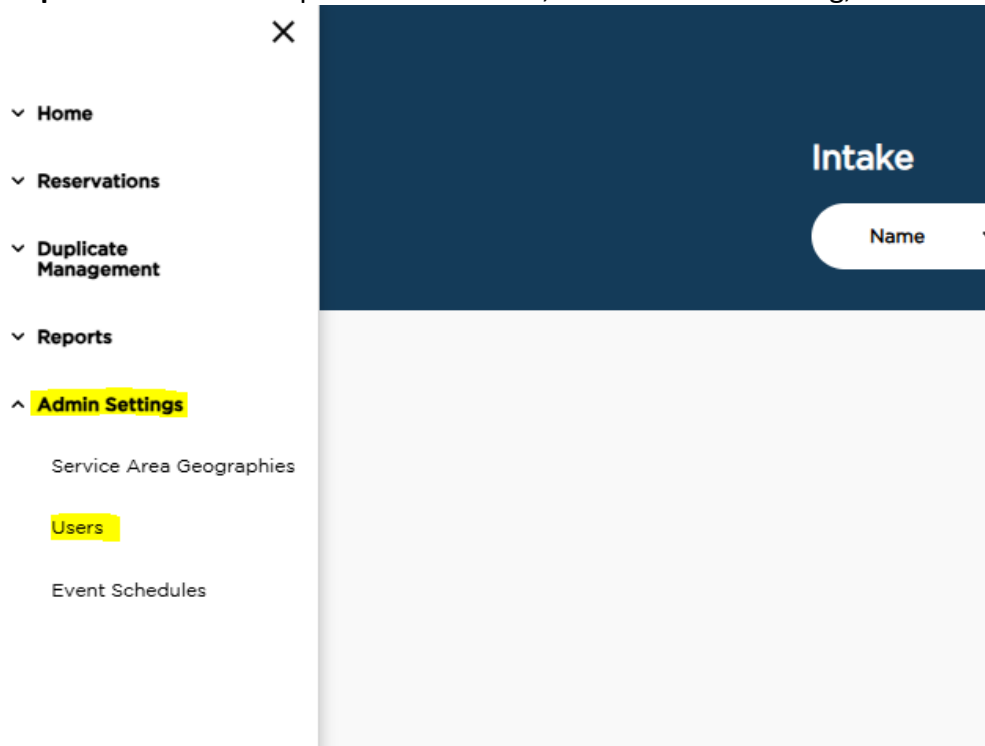 Home
Reservations
Duplicate
Management
Reports
Admin Settings
Service Area Geographies
Users
Event Schedules
Intake
Name